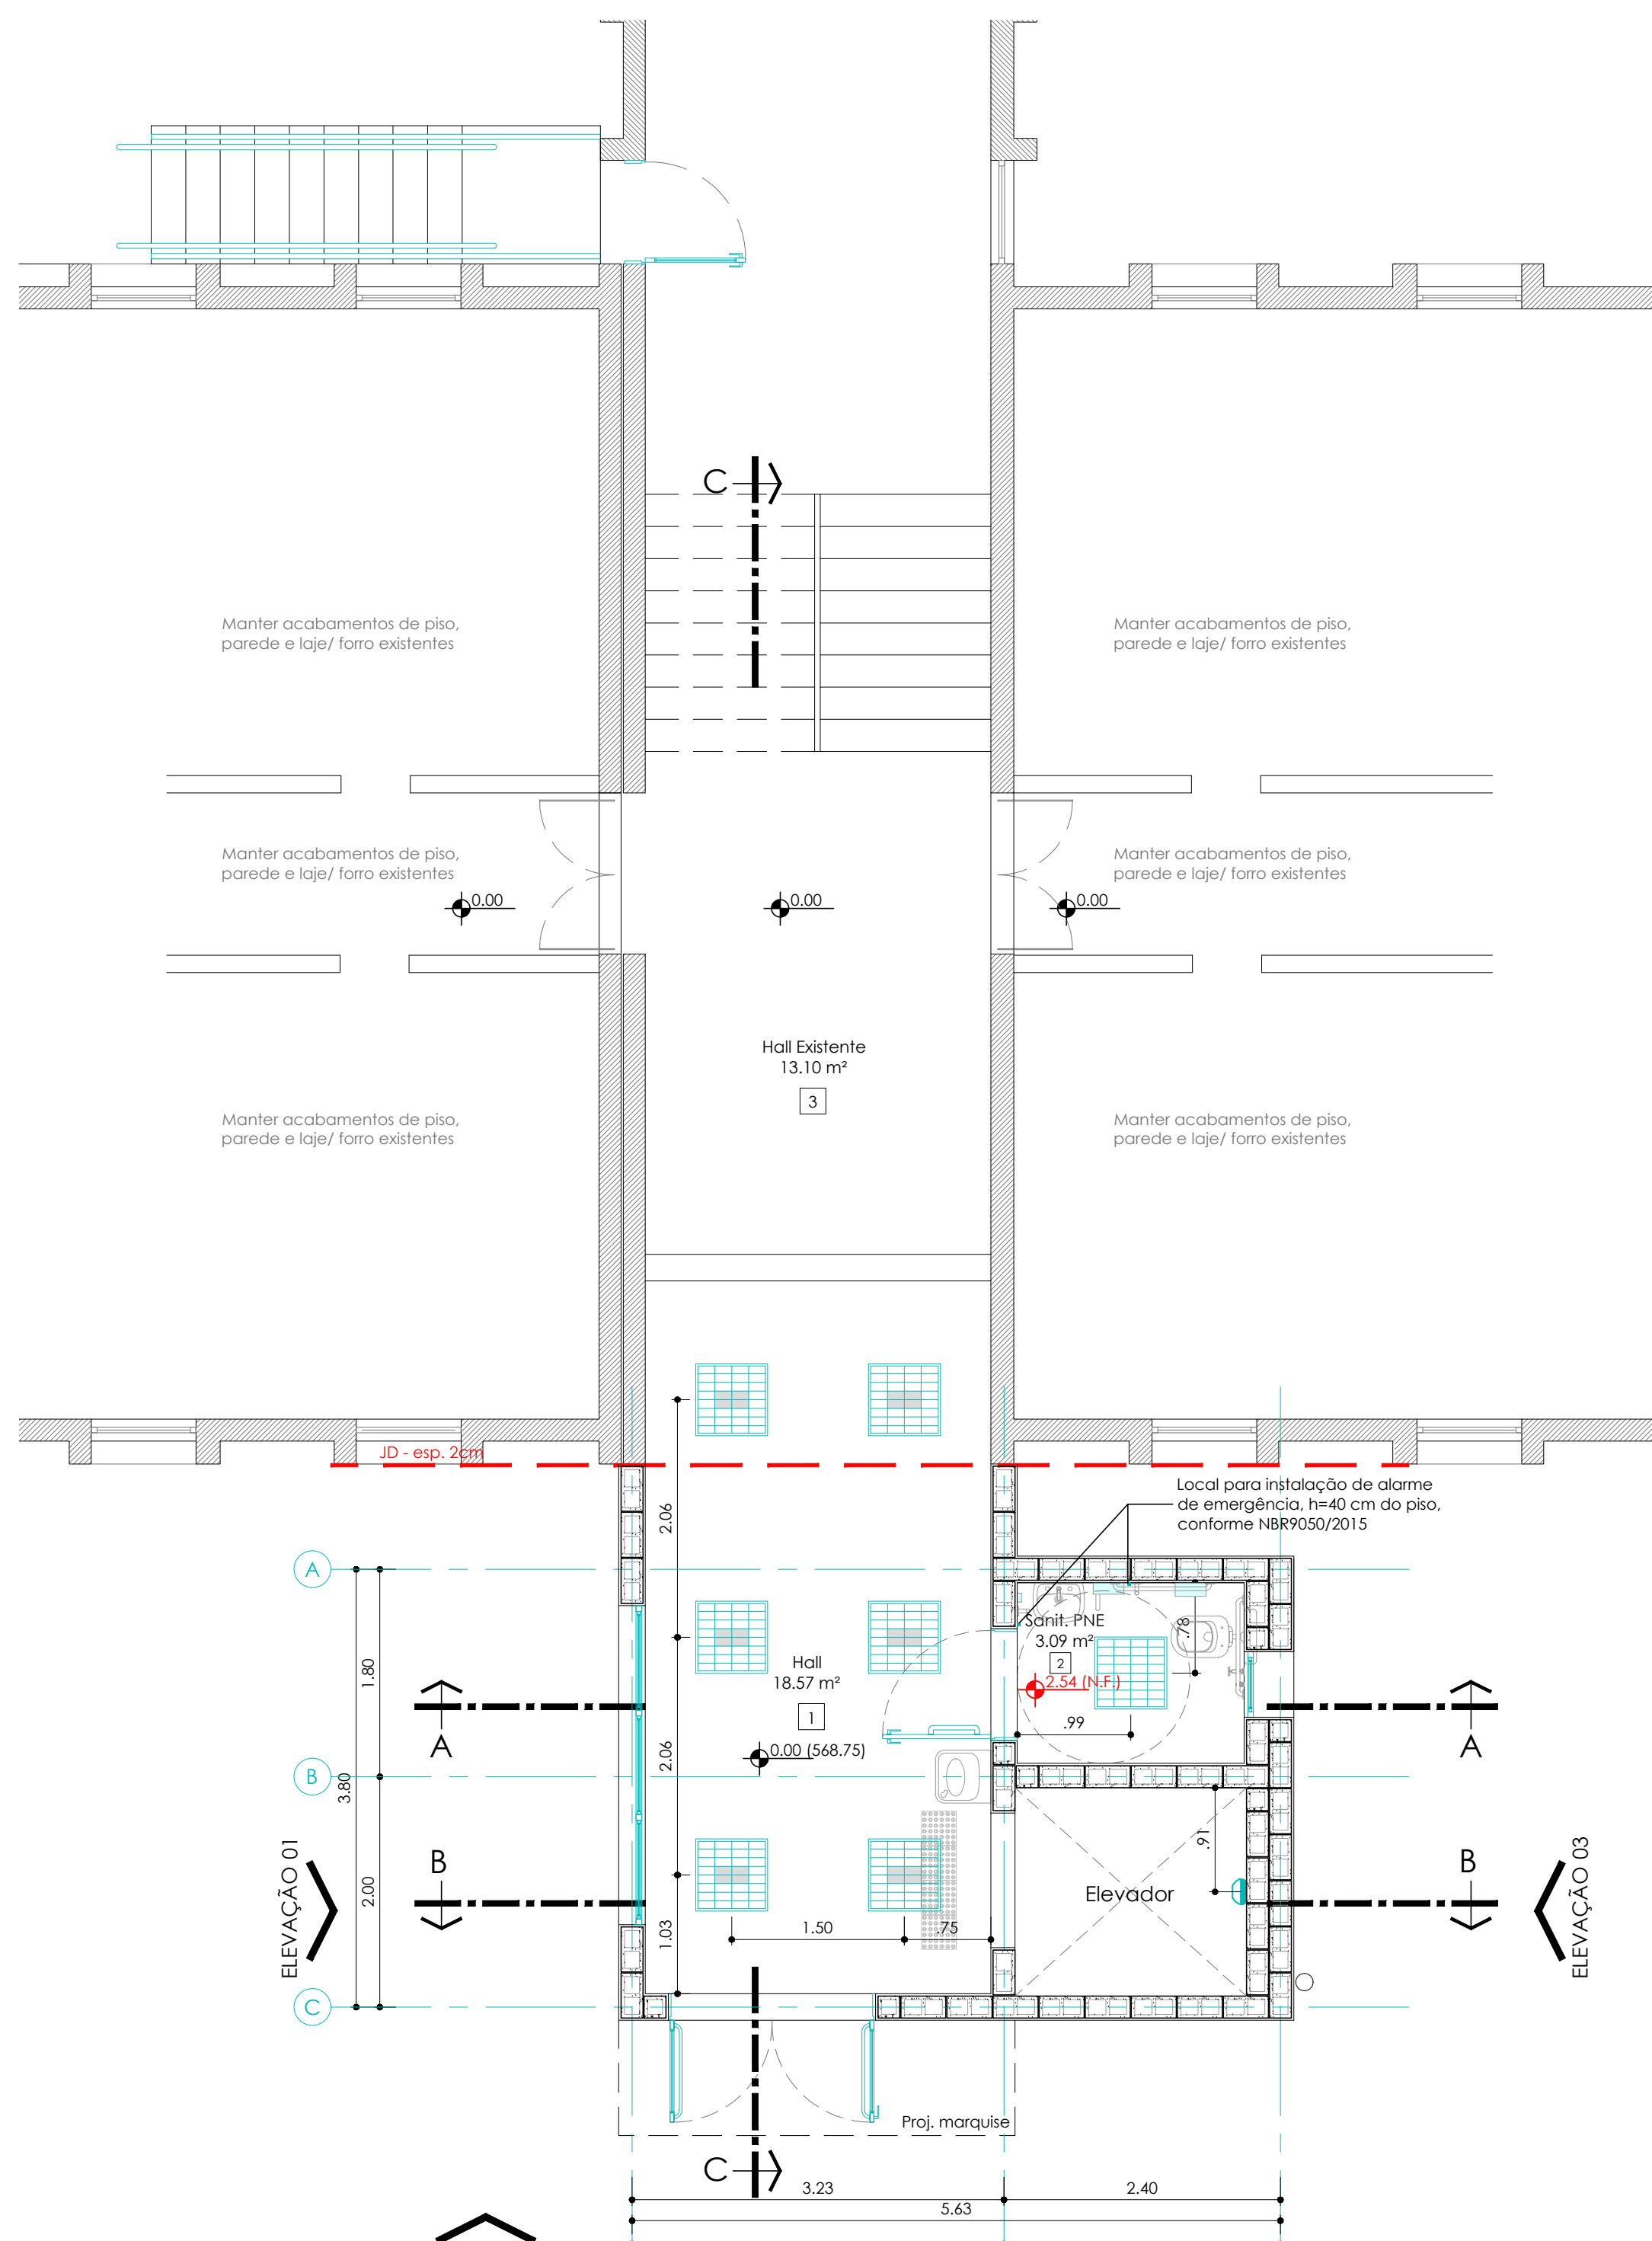 C
Manter acabamentos de piso,
parede e laje/ forro existentes
Manter acabamentos de piso,
parede e laje/ forro existentes
Manter acabamentos de piso,
parede e laje/ forro existentes
Manter acabamentos de piso,
parede e laje/ forro existentes
0.00
0.00
0.00
Hall Existente
13.10 m²
3
Manter acabamentos de piso,
parede e laje/ forro existentes
Manter acabamentos de piso,
parede e laje/ forro existentes
JD - esp. 2cm
Local para instalação de alarme
de emergência, h=40 cm do piso,
conforme NBR9050/2015
2.06
A
Sanit. PNE
3.09 m²
2
.78
2.54 (N.F.)
.99
Hall
18.57 m²
1
0.00 (568.75)
1.80
A
A
2.06
B
3.80
.91
ELEVAÇÃO 01
B
B
ELEVAÇÃO 03
2.00
Elevador
1.03
1.50
.75
C
Proj. marquise
C
3.23
2.40
5.63